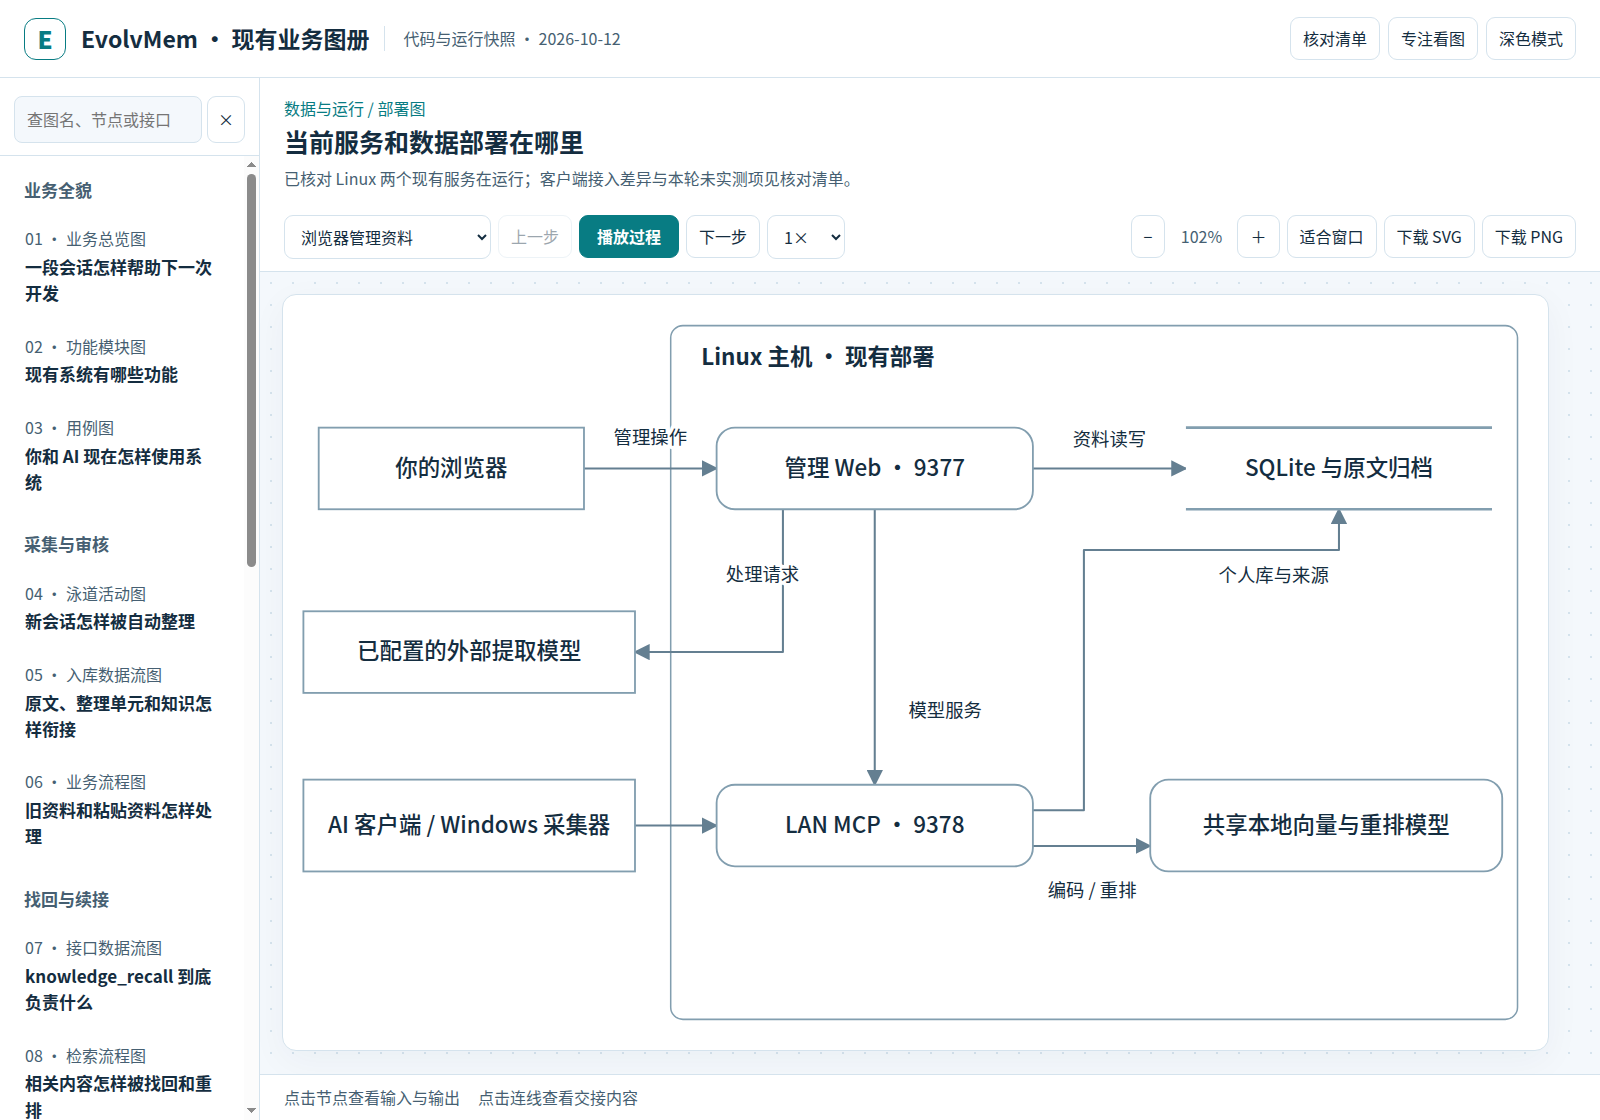 E
EvolvMem · 现有业务图册
代码与运行快照 · 2026-10-12
核对清单
专注看图
深色模式
查图名、节点或接口
×
业务全貌
01 · 业务总览图
一段会话怎样帮助下一次
开发
02 · 功能模块图
现有系统有哪些功能
03 · 用例图
你和 AI 现在怎样使用系
统
采集与审核
04 · 泳道活动图
新会话怎样被自动整理
05 · 入库数据流图
原文、整理单元和知识怎
样衔接
06 · 业务流程图
旧资料和粘贴资料怎样处
理
找回与续接
07 · 接口数据流图
knowledge_recall 到底
负责什么
08 · 检索流程图
相关内容怎样被找回和重
排
数据与运行 / 部署图
当前服务和数据部署在哪里
已核对 Linux 两个现有服务在运行；客户端接入差异与本轮未实测项见核对清单。
浏览器管理资料
上一步
播放过程
下一步
1×
−
102%
＋
适合窗口
下载 SVG
下载 PNG
Linux 主机 · 现有部署
你的浏览器
管理操作
管理 Web · 9377
资料读写
SQLite 与原文归档
处理请求
个人库与来源
已配置的外部提取模型
模型服务
AI 客户端 / Windows 采集器
LAN MCP · 9378
共享本地向量与重排模型
编码 / 重排
点击节点查看输入与输出
点击连线查看交接内容